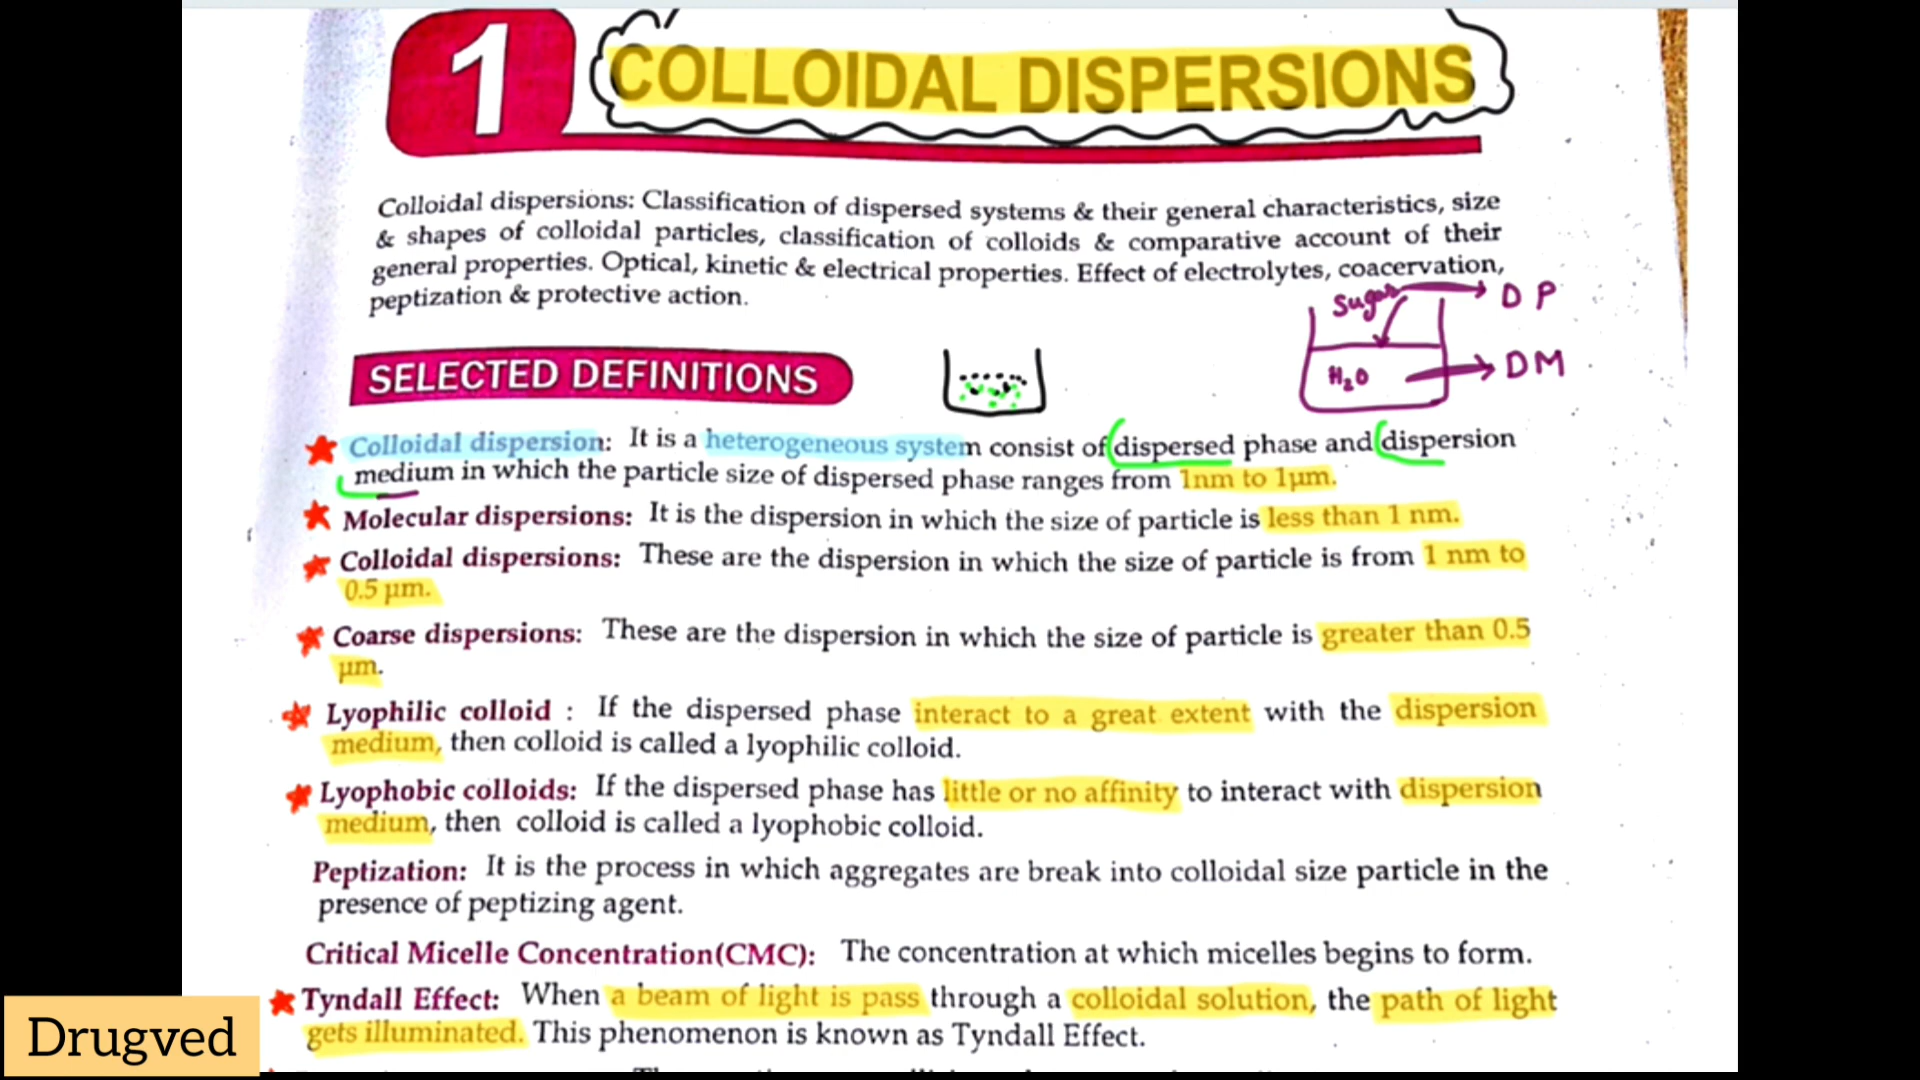 1 COLLOIDAL DISPERSIONS
Colloidal dispersions: Classification of dispersed systems & their general characteristics, size
& shapes of colloidal particles, classification of colloids & comparative account of their
general properties. Optical, kinetic & electrical properties. Effect of electrolytes, coacervation,
peptization & protective action.
Sugar
D P
H₂O
DM
SELECTED DEFINITIONS
Colloidal dispersion: It is a heterogeneous system consist of dispersed phase and dispersion
medium in which the particle size of dispersed phase ranges from 1nm to 1µm.
Molecular dispersions: It is the dispersion in which the size of particle is less than 1 nm.
Colloidal dispersions: These are the dispersion in which the size of particle is from 1 nm to
0.5 µm.
Coarse dispersions: These are the dispersion in which the size of particle is greater than 0.5
µm.
Lyophilic colloid : If the dispersed phase interact to a great extent with the dispersion
medium, then colloid is called a lyophilic colloid.
Lyophobic colloids: If the dispersed phase has little or no affinity to interact with dispersion
medium, then colloid is called a lyophobic colloid.
Peptization: It is the process in which aggregates are break into colloidal size particle in the
presence of peptizing agent.
Critical Micelle Concentration(CMC): The concentration at which micelles begins to form.
Tyndall Effect: When a beam of light is pass through a colloidal solution, the path of light
gets illuminated. This phenomenon is known as Tyndall Effect.
Drugved